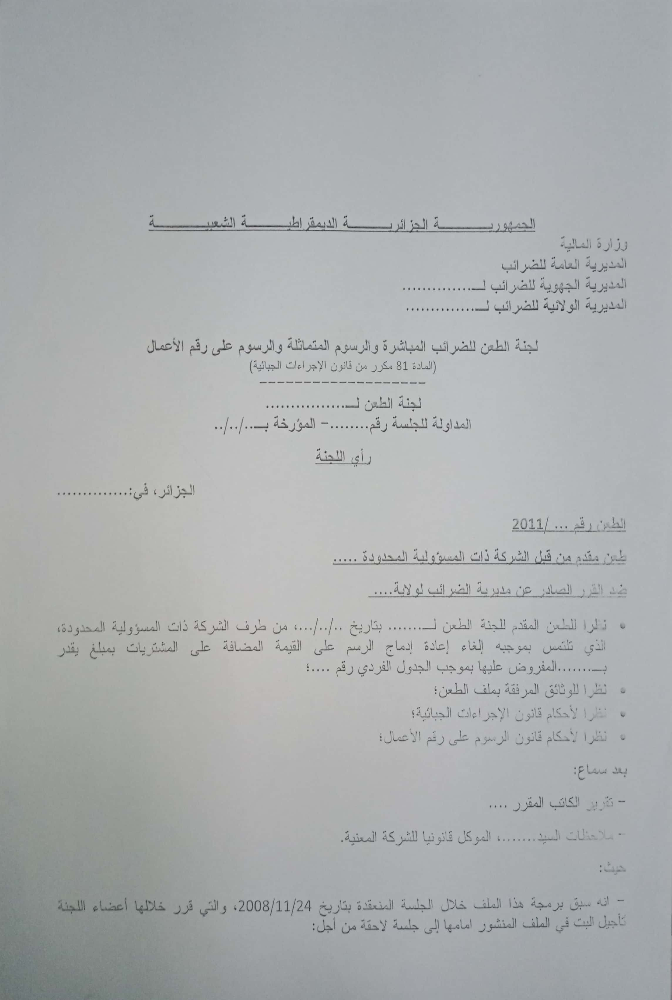 الجمهوريـــــــة الجزائريـــــــة الديمقراطيـــــــة الشعبيـــــــة
وزارة المالية
المديرية العامة للضرائب
المديرية الجهوية للضرائب لــ..............
المديرية الولائية للضرائب لــ..............
لجنة الطعن للضرائب المباشرة والرسوم المتماثلة والرسوم على رقم الأعمال
(المادة 81 مكرر من قانون الإجراءات الجبائية)
-------------------
لجنة الطعن لــ................
المداولة للجلسة رقم........– المؤرخة بــ../../..
رأي اللجنة
الجزائر، في:..............
الطعن رقم ... /2011
طعن مقدم من قبل الشركة ذات المسؤولية المحدودة .....
ضد القرر الصادر عن مديرية الضرائب لولاية....
• نظرا للطعن المقدم للجنة الطعن لــ....... بتاريخ ../../...، من طرف الشركة ذات المسؤولية المحدودة،
الذي تلتمس بموجبه إلغاء إعادة إدماج الرسم على القيمة المضافة على المشتريات بمبلغ يقدر
بــ.......المفروض عليها بموجب الجدول الفردي رقم ....؛
• نظرا للوثائق المرفقة بملف الطعن؛
• نظرا لأحكام قانون الإجراءات الجبائية؛
• نظرا لأحكام قانون الرسوم على رقم الأعمال؛
بعد سماع:
– تقرير الكاتب المقرر ....
– ملاحظات السيد.......، الموكل قانونيا للشركة المعنية.
حيث:
– انه سبق برمجة هذا الملف خلال الجلسة المنعقدة بتاريخ 2008/11/24، والتي قرر خلالها أعضاء اللجنة
تأجيل البت في الملف المنشور امامها إلى جلسة لاحقة من أجل: